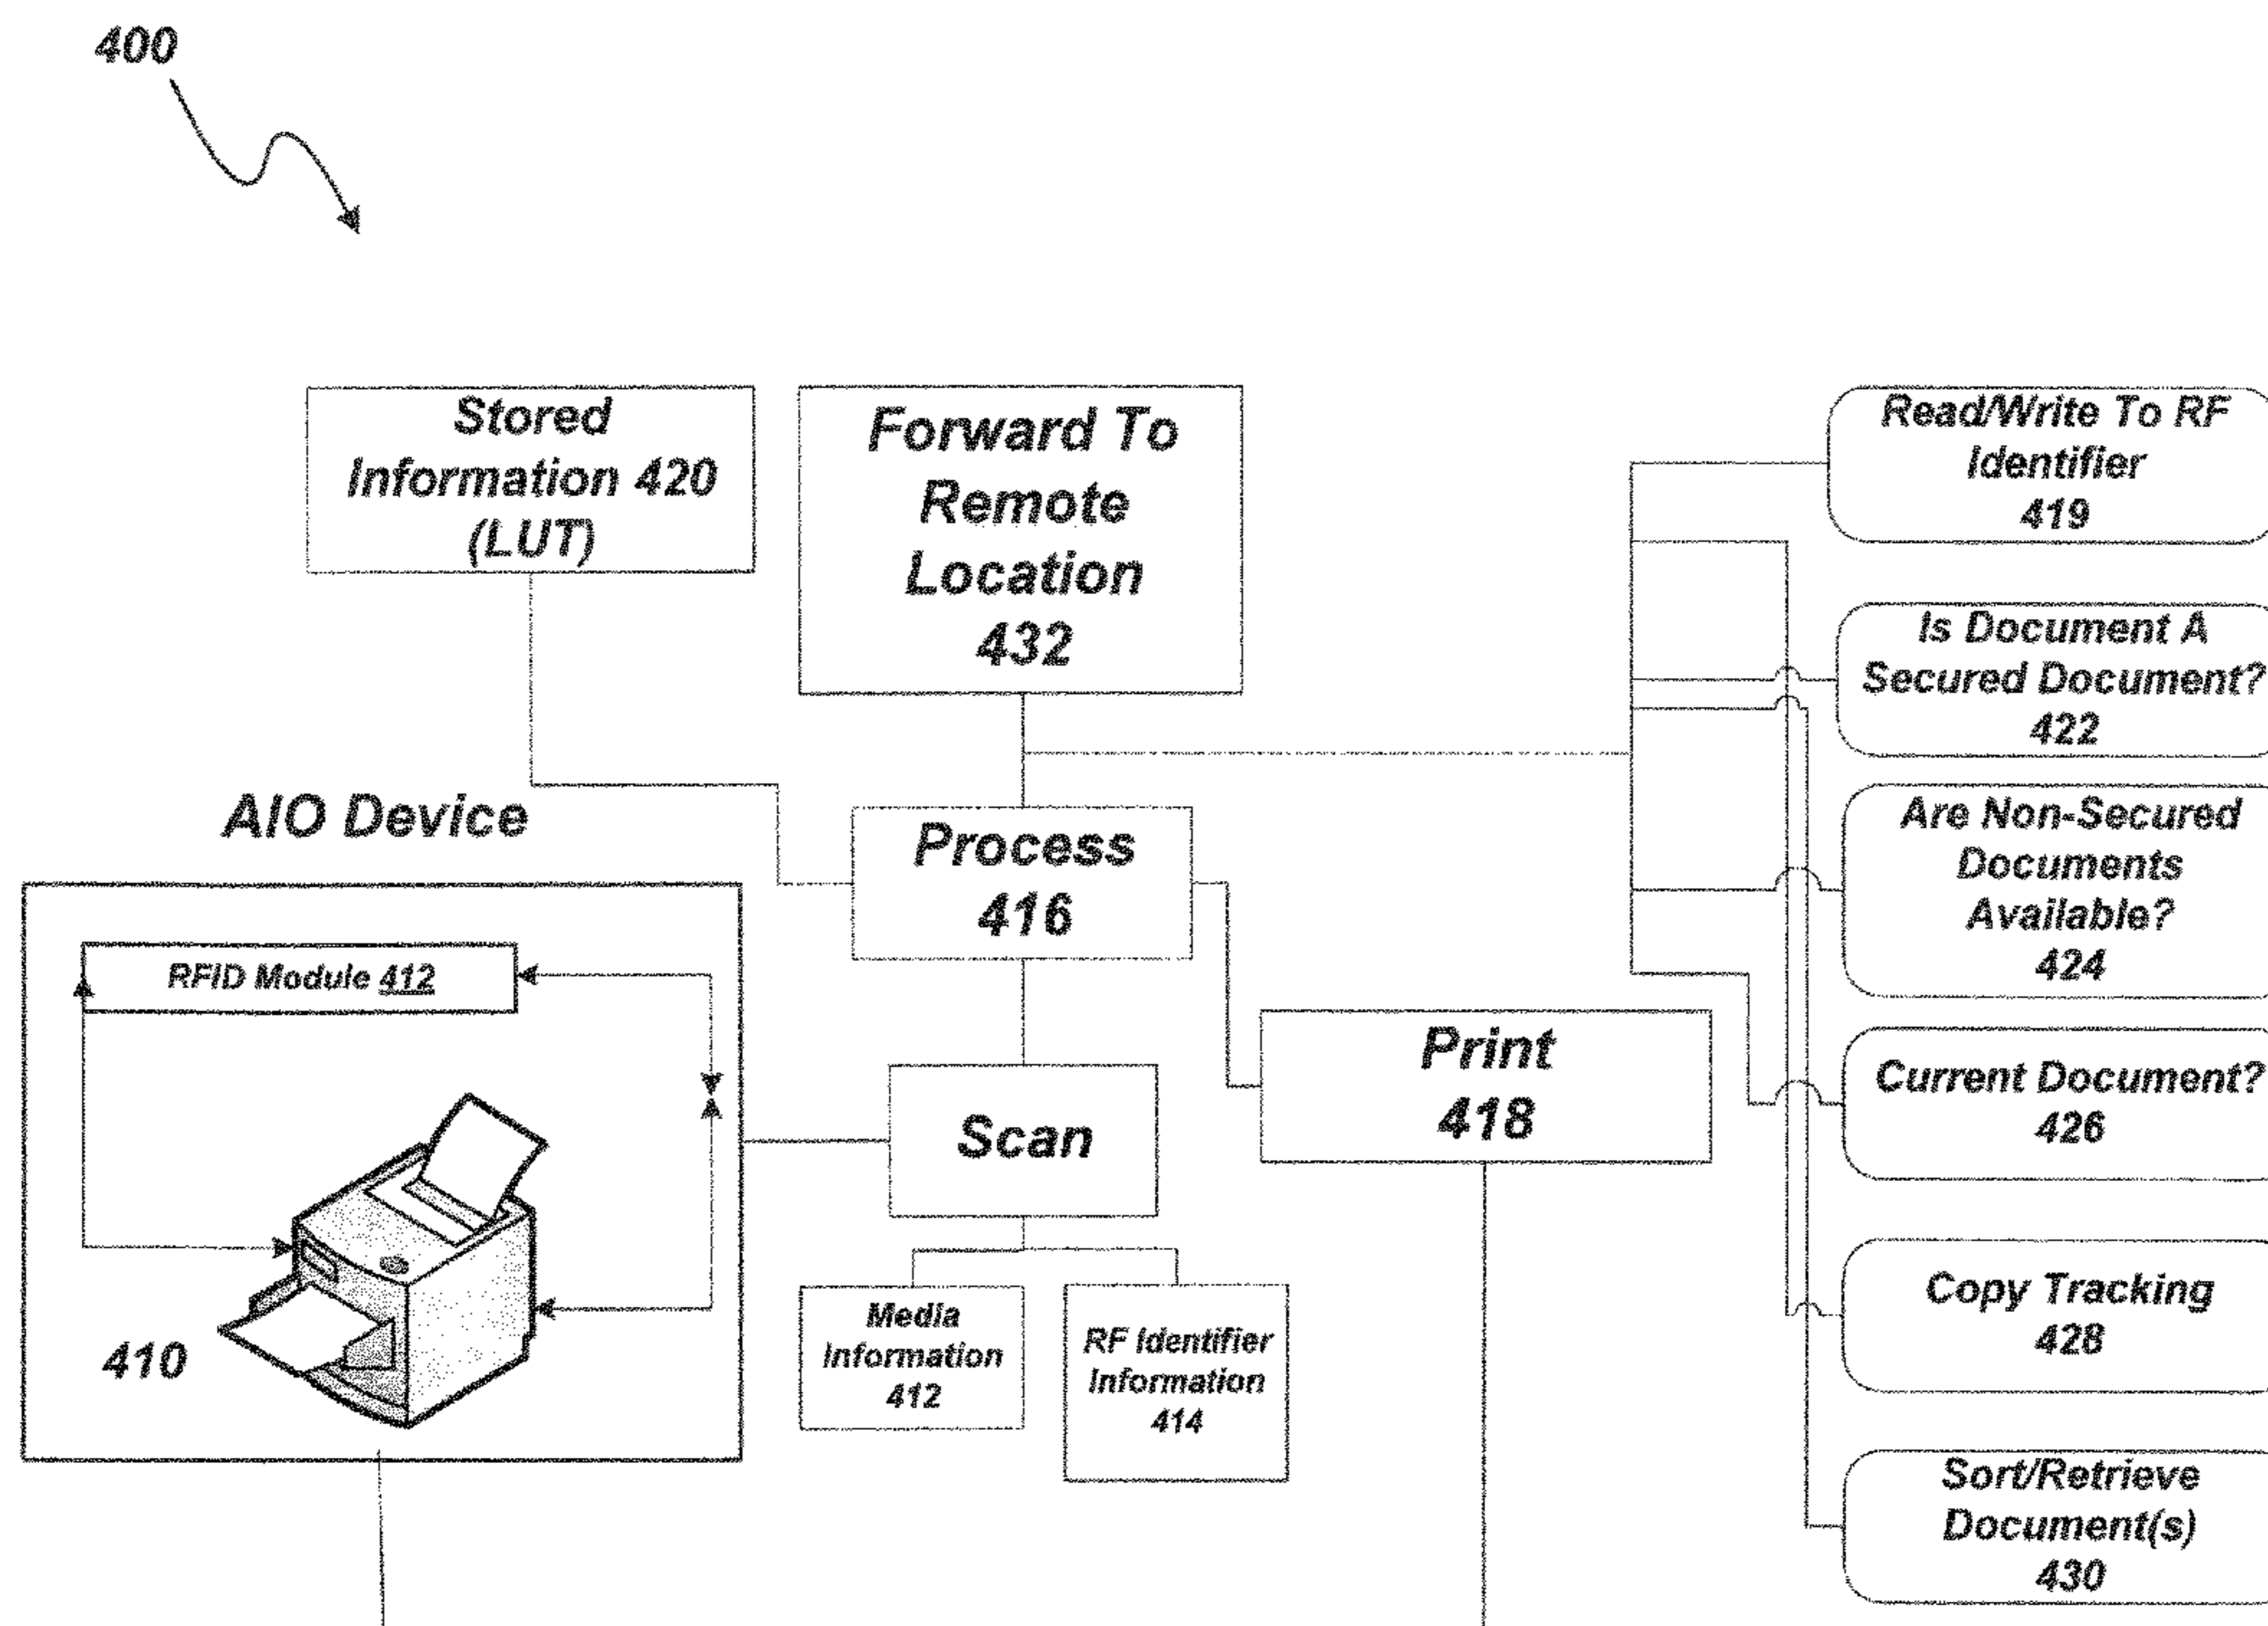 400
Stored
Information 420
(LUT)
Forward To
Remote
Location
432
Read/Write To RF
Identifier
419
Is Document A
Secured Document?
422
Are Non-Secured
Documents
Available?
424
Current Document?
426
Copy Tracking
428
Sort/Retrieve
Document(s)
430
AIO Device
RFID Module 412
410
Process
416
Print
418
Scan
Media
Information
412
RF Identifier
Information
414